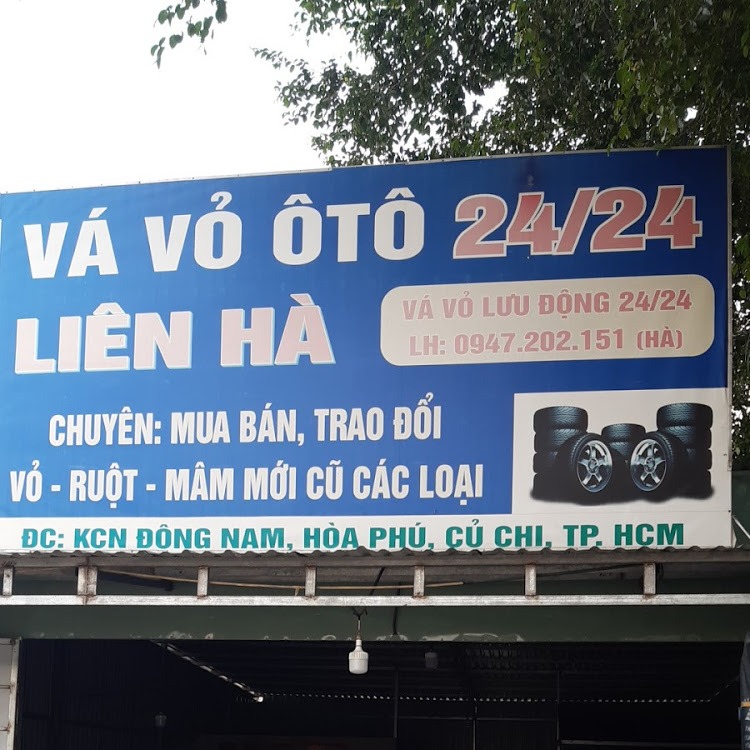 VÁ VỎ ÔTÔ 24/24
LIÊN HÀ
VÁ VỎ LƯU ĐỘNG 24/24
LH: 0947.202.151 (HÀ)
CHUYÊN: MUA BÁN, TRAO ĐỔI
VỎ - RUỘT - MÂM MỚI CŨ CÁC LOẠI
ĐC: KCN ĐÔNG NAM, HÒA PHÚ, CỦ CHI, TP. HCM